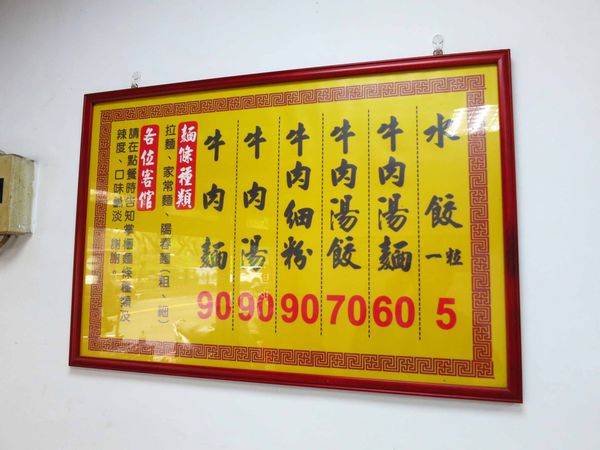 水餃一粒 5
牛肉湯麵 60
牛肉湯餃 70
牛肉細粉 90
牛肉湯 90
牛肉麵 90
麵條種類
拉麵、家常麵、陽春麵(粗、細)
各位客倌
請在點餐時告知掌櫃麵條種類及
辣度、口味鹹淡、謝謝。